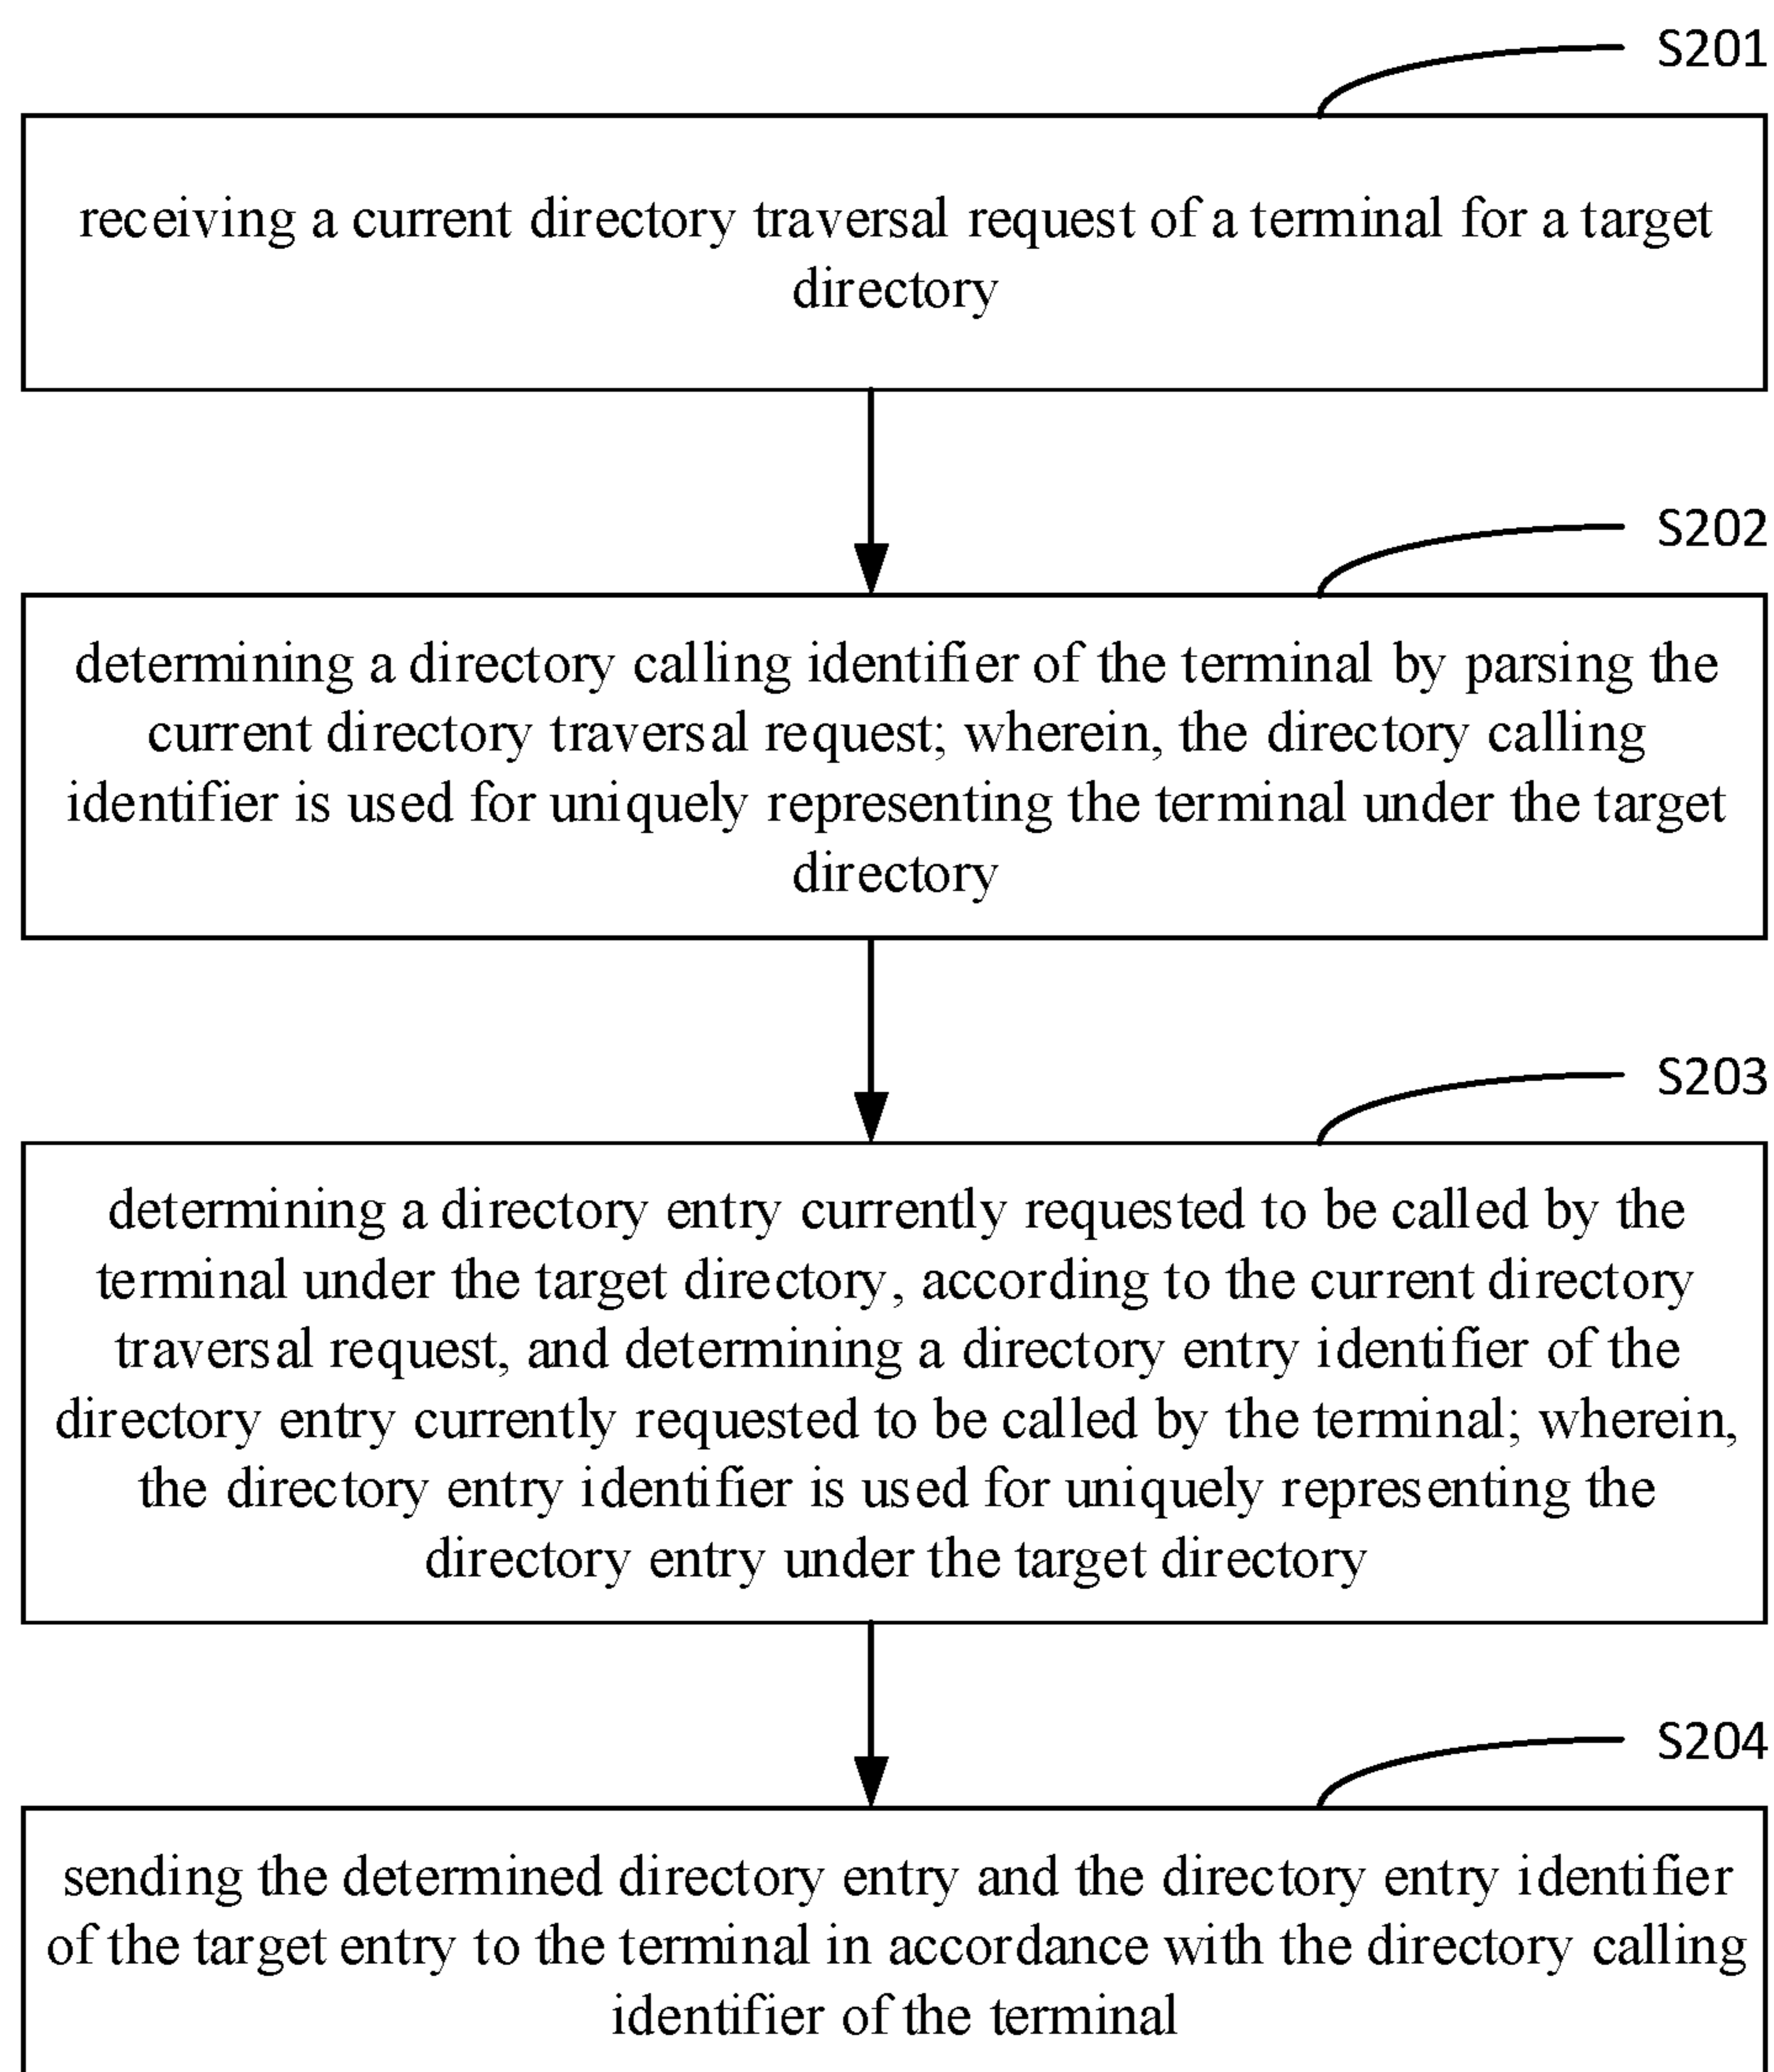 S201
receiving a current directory traversal request of a terminal for a target
directory
S202
determining a directory calling identifier of the terminal by parsing the
current directory traversal request; wherein, the directory calling
identifier is used for uniquely representing the terminal under the target
directory
S203
determining a directory entry currently requested to be called by the
terminal under the target directory, according to the current directory
traversal request, and determining a directory entry identifier of the
directory entry currently requested to be called by the terminal; wherein,
the directory entry identifier is used for uniquely representing the
directory entry under the target directory
S204
sending the determined directory entry and the directory entry identifier
of the target entry to the terminal in accordance with the directory calling
identifier of the terminal